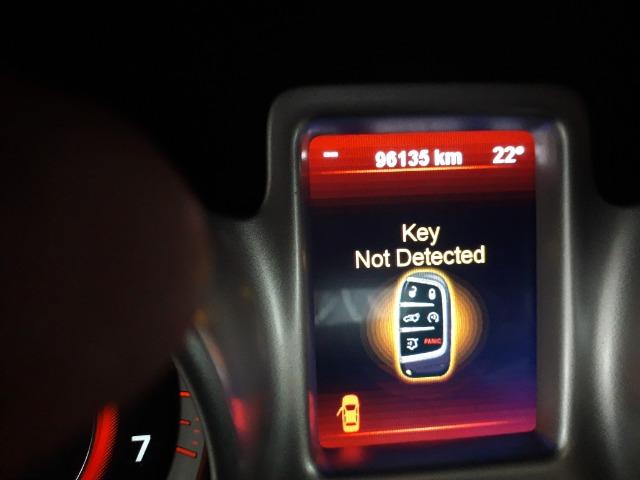 96135 km 22°
Key
Not Detected
PANIC
7